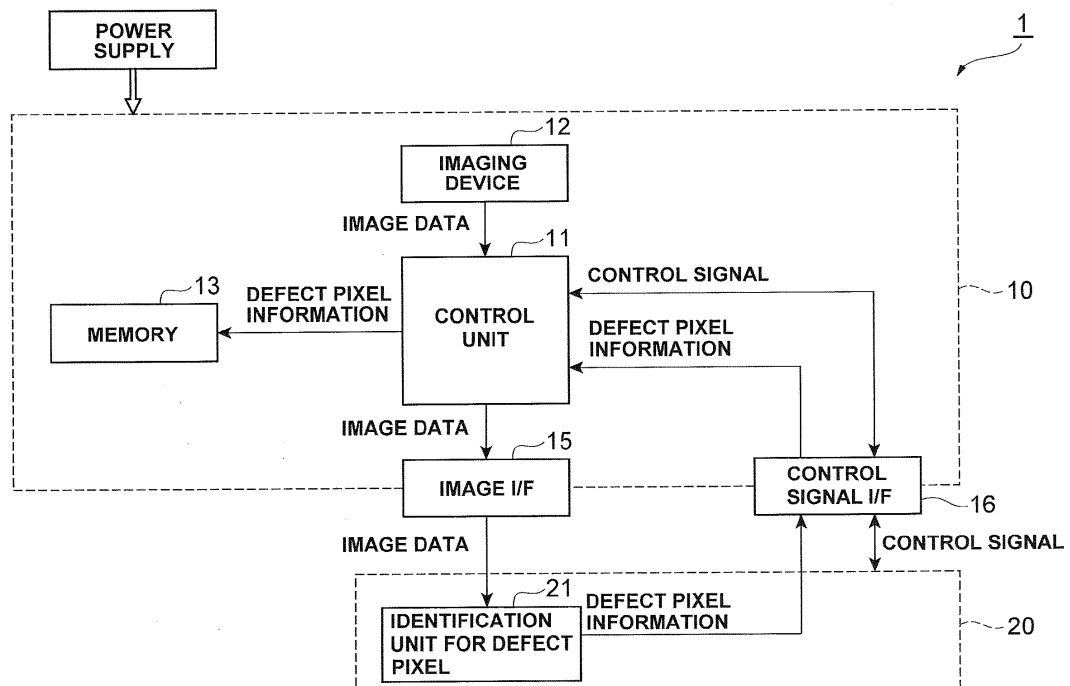 POWER
SUPPLY
1
12
IMAGING
DEVICE
IMAGE DATA
11
CONTROL SIGNAL
13
DEFECT PIXEL
INFORMATION
10
MEMORY
CONTROL
UNIT
DEFECT PIXEL
INFORMATION
IMAGE DATA
15
IMAGE I/F
CONTROL
SIGNAL I/F
16
IMAGE DATA
CONTROL SIGNAL
21
IDENTIFICATION
UNIT FOR DEFECT
PIXEL
DEFECT PIXEL
INFORMATION
20